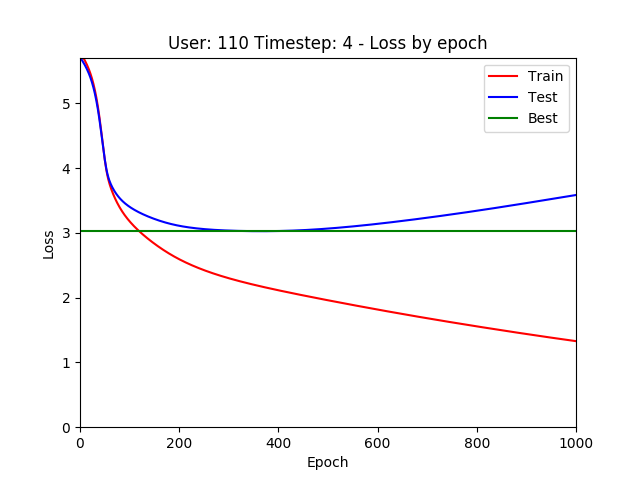 User: 110 Timestep: 4 - Loss by epoch
Train
Test
Best
5
4
3
2
1
0
Loss
0 200 400 600 800 1000
Epoch